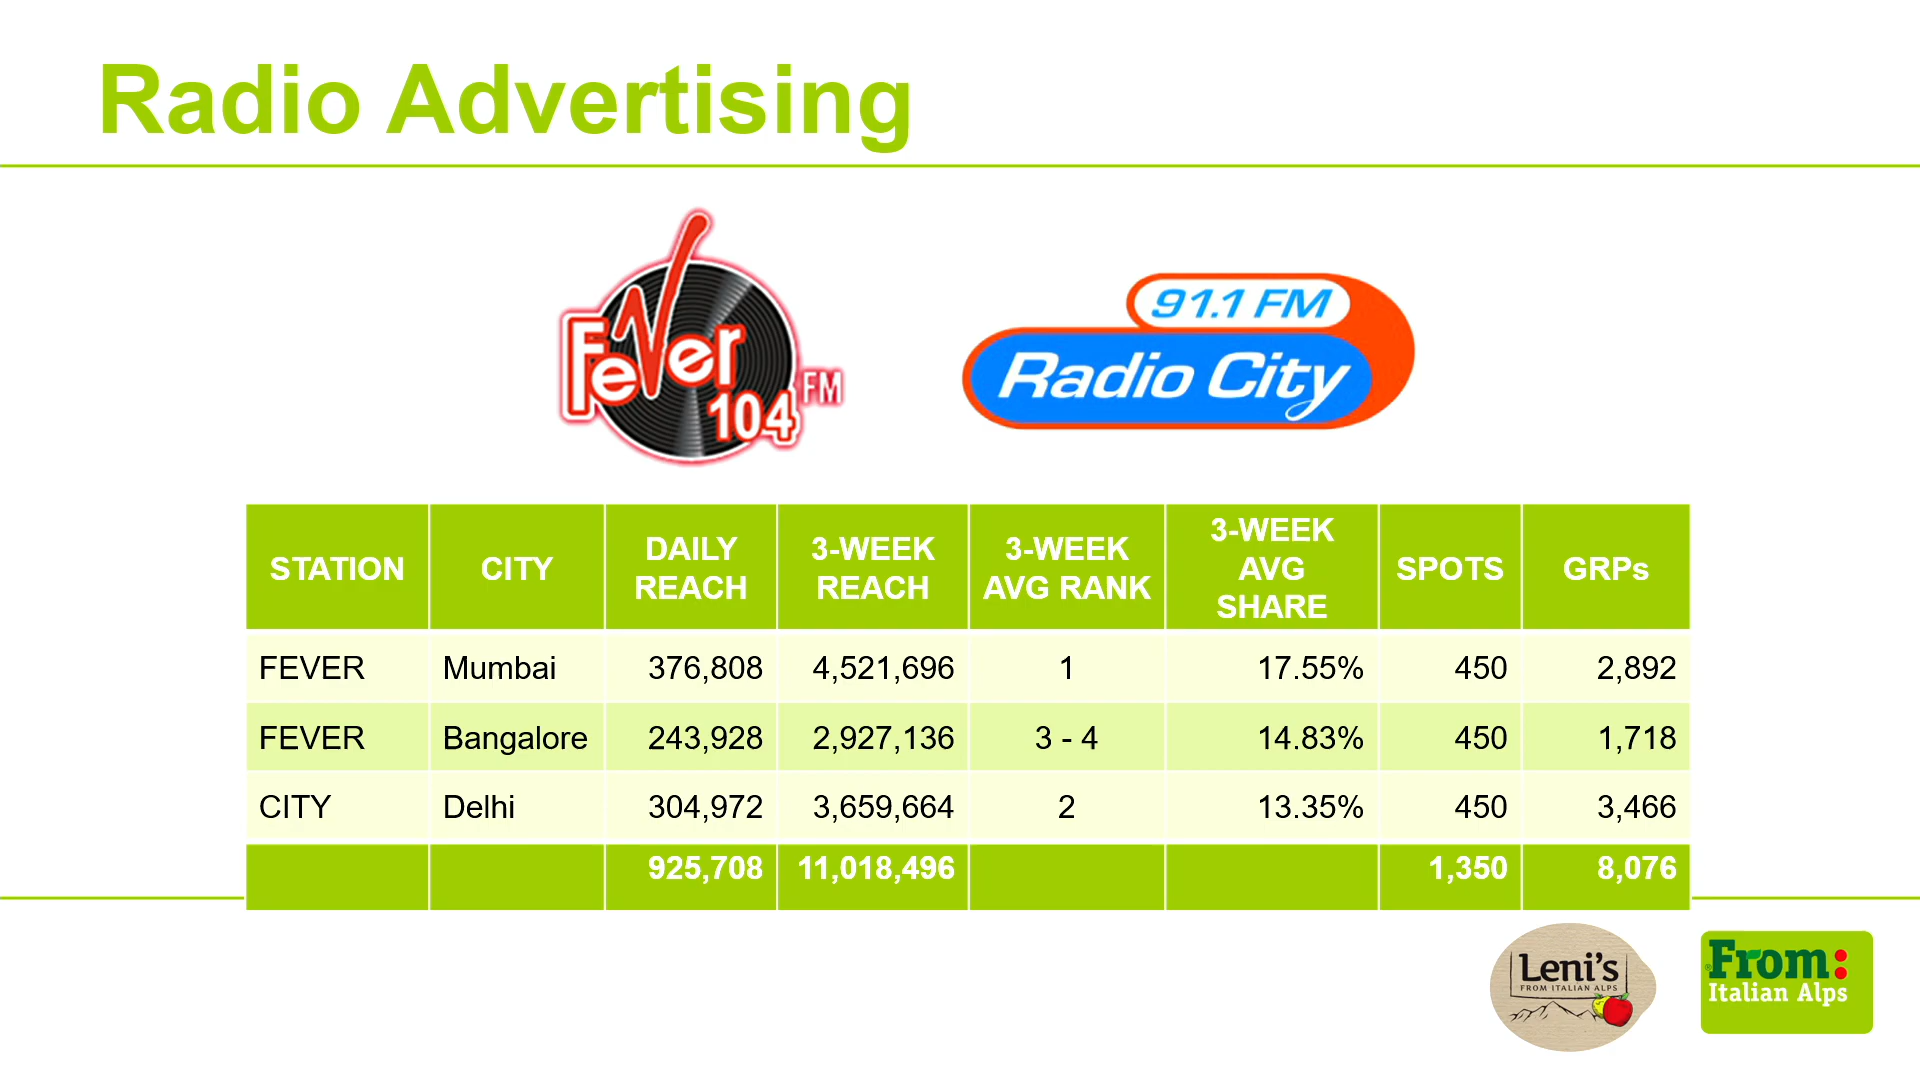 Radio Advertising
Fever
104 FM
91.1 FM
Radio City
STATION CITY DAILY REACH 3-WEEK REACH 3-WEEK AVG RANK 3-WEEK AVG SHARE SPOTS GRPs
FEVER Mumbai 376,808 4,521,696 1 17.55% 450 2,892
FEVER Bangalore 243,928 2,927,136 3 - 4 14.83% 450 1,718
CITY Delhi 304,972 3,659,664 2 13.35% 450 3,466
925,708 11,018,496 1,350 8,076
Leni's
FROM ITALIAN ALPS
From:
Italian Alps